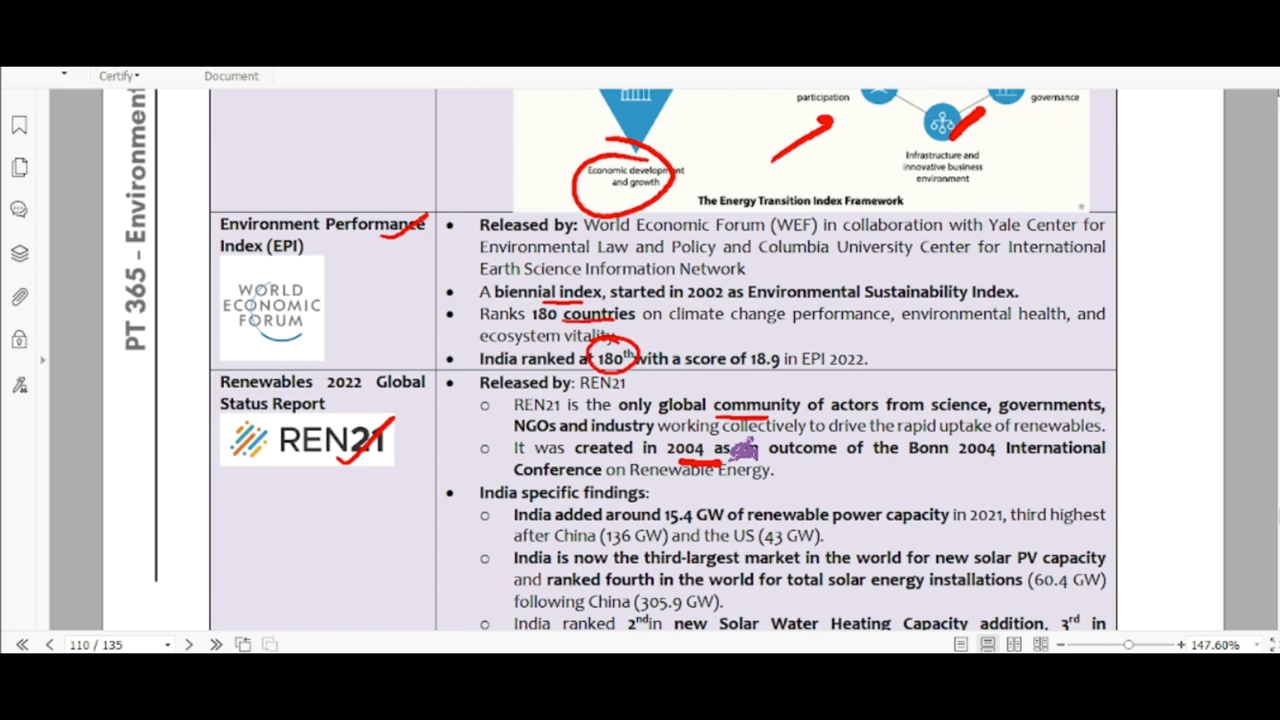 Certify
Document
participation
governance
Economic development
and growth
Infrastructure and
innovative business
environment
The Energy Transition Index Framework
PT 365 - Environment
Environment Performance
Index (EPI)
WORLD
ECONOMIC
FORUM
Released by: World Economic Forum (WEF) in collaboration with Yale Center for
Environmental Law and Policy and Columbia University Center for International
Earth Science Information Network
A biennial index, started in 2002 as Environmental Sustainability Index.
Ranks 180 countries on climate change performance, environmental health, and
ecosystem vitality.
India ranked at 180th with a score of 18.9 in EPI 2022.
Renewables 2022 Global
Status Report
REN21
Released by: REN21
REN21 is the only global community of actors from science, governments,
NGOs and industry working collectively to drive the rapid uptake of renewables.
It was created in 2004 as outcome of the Bonn 2004 International
Conference on Renewable Energy.
India specific findings:
India added around 15.4 GW of renewable power capacity in 2021, third highest
after China (136 GW) and the US (43 GW).
India is now the third-largest market in the world for new solar PV capacity
and ranked fourth in the world for total solar energy installations (60.4 GW)
following China (305.9 GW).
India ranked 2nd in new Solar Water Heating Capacity addition, 3rd in
110 / 135
147.60%